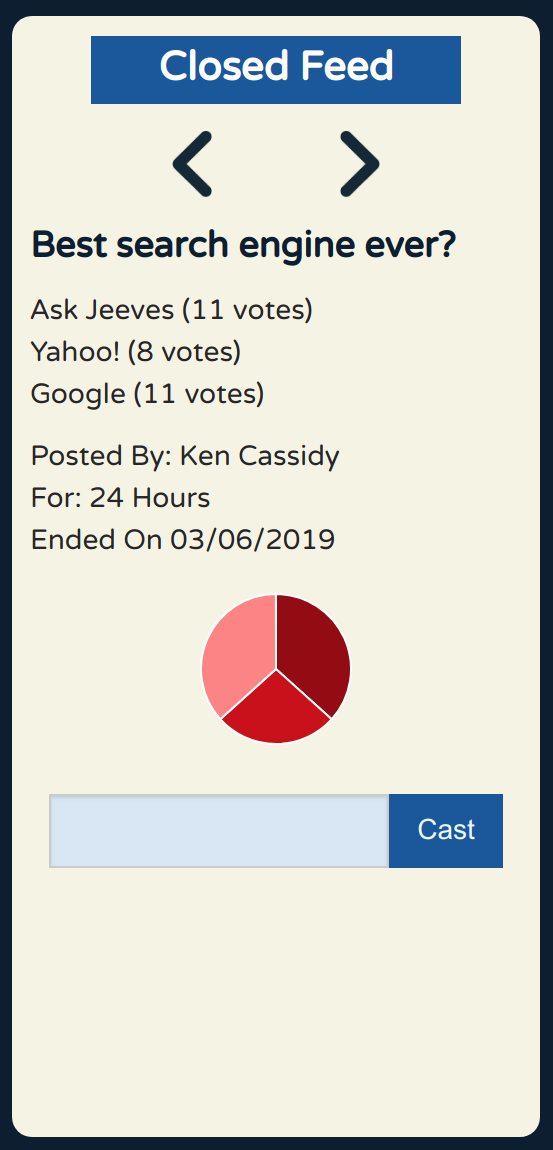 Closed Feed
Best search engine ever?
Ask Jeeves (11 votes)
Yahoo! (8 votes)
Google (11 votes)
Posted By: Ken Cassidy
For: 24 Hours
Ended On 03/06/2019
Cast